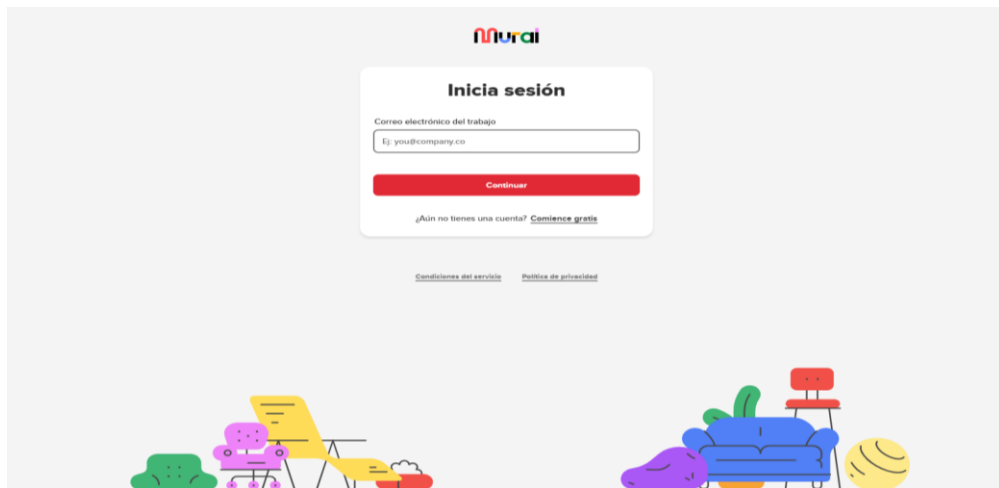 Mural
Inicia sesión
Correo electrónico del trabajo
Ej: you@company.co
Continuar
¿Aún no tienes una cuenta? Comience gratis
Condiciones del servicio Política de privacidad